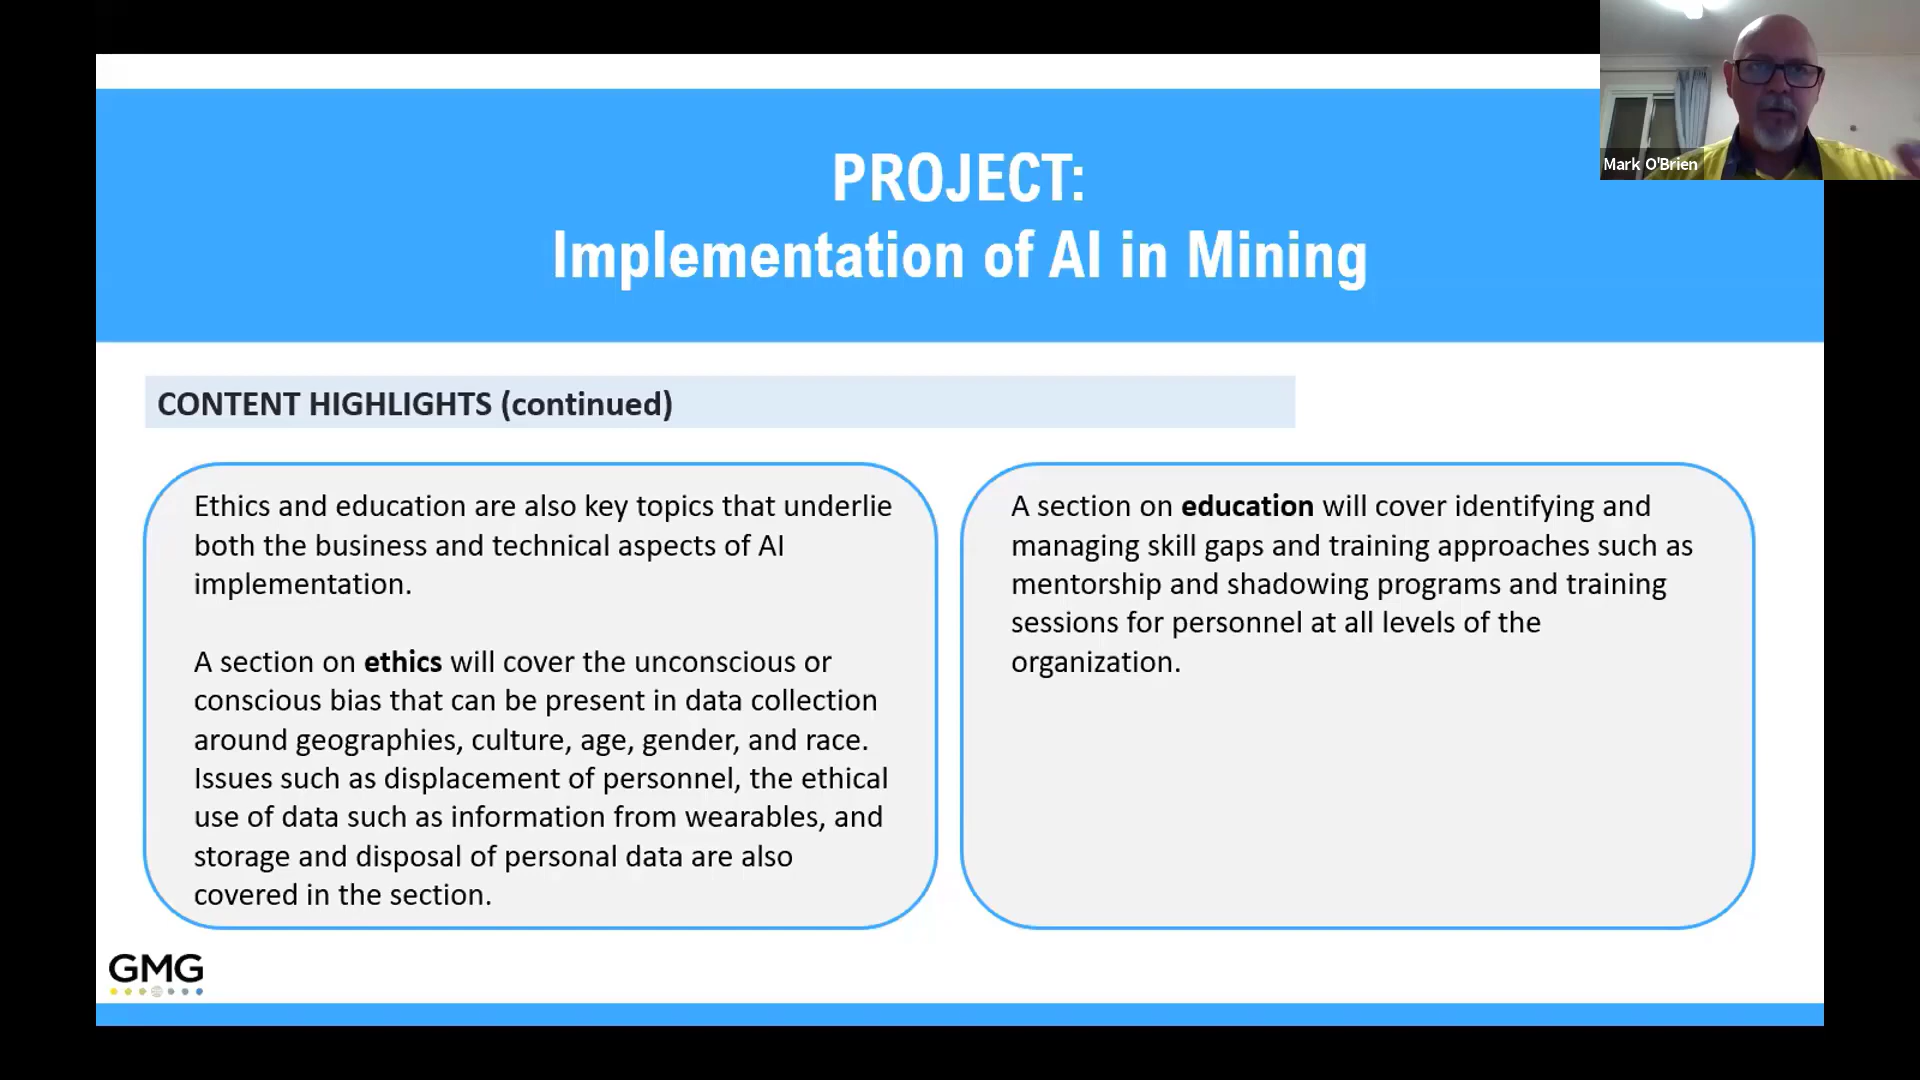 Mark O'Brien
PROJECT:
Implementation of AI in Mining
CONTENT HIGHLIGHTS (continued)
Ethics and education are also key topics that underlie
both the business and technical aspects of AI
implementation.
A section on ethics will cover the unconscious or
conscious bias that can be present in data collection
around geographies, culture, age, gender, and race.
Issues such as displacement of personnel, the ethical
use of data such as information from wearables, and
storage and disposal of personal data are also
covered in the section.
A section on education will cover identifying and
managing skill gaps and training approaches such as
mentorship and shadowing programs and training
sessions for personnel at all levels of the
organization.
GMG